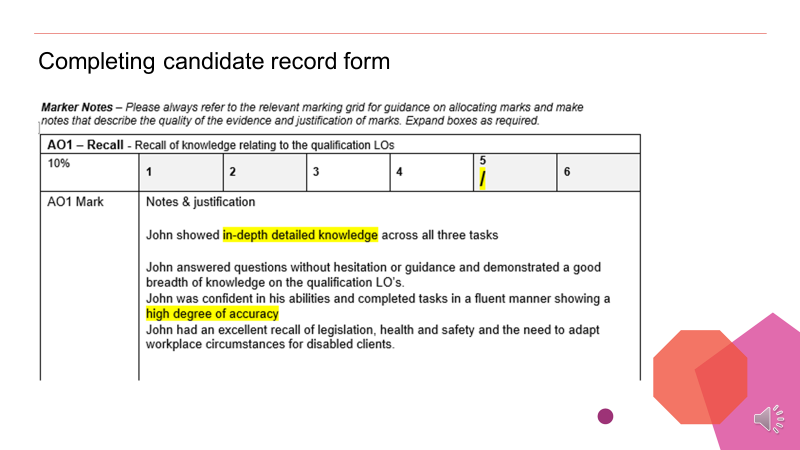 Completing candidate record form
Marker Notes – Please always refer to the relevant marking grid for guidance on allocating marks and make
notes that describe the quality of the evidence and justification of marks. Expand boxes as required.
AO1 – Recall - Recall of knowledge relating to the qualification LOs
10% 1 2 3 4 5 6
/
AO1 Mark Notes & justification
John showed in-depth detailed knowledge across all three tasks
John answered questions without hesitation or guidance and demonstrated a good
breadth of knowledge on the qualification LO's.
John was confident in his abilities and completed tasks in a fluent manner showing a
high degree of accuracy
John had an excellent recall of legislation, health and safety and the need to adapt
workplace circumstances for disabled clients.